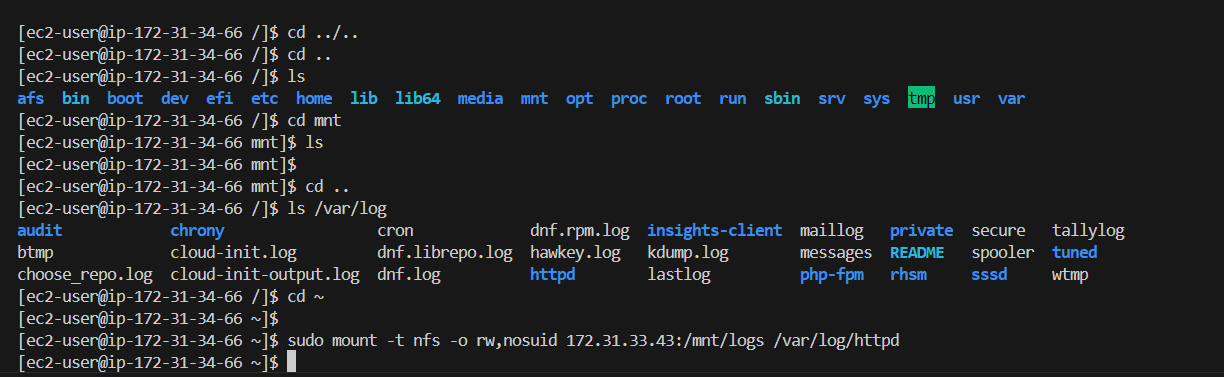 [ec2-user@ip-172-31-34-66 /]$ cd ../..
[ec2-user@ip-172-31-34-66 /]$ cd ..
[ec2-user@ip-172-31-34-66 /]$ ls
afs bin boot dev efi etc home lib lib64 media mnt opt proc root run sbin srv sys tmp usr var
[ec2-user@ip-172-31-34-66 /]$ cd mnt
[ec2-user@ip-172-31-34-66 mnt]$ ls
[ec2-user@ip-172-31-34-66 mnt]$
[ec2-user@ip-172-31-34-66 mnt]$ cd ..
[ec2-user@ip-172-31-34-66 /]$ ls /var/log
audit chrony cron dnf.rpm.log insights-client maillog private secure tallylog
btmp cloud-init.log dnf.librepo.log hawkey.log kdump.log messages README spooler tuned
choose_repo.log cloud-init-output.log dnf.log httpd lastlog php-fpm rhsm sssd wtmp
[ec2-user@ip-172-31-34-66 /]$ cd ~
[ec2-user@ip-172-31-34-66 ~]$
[ec2-user@ip-172-31-34-66 ~]$ sudo mount -t nfs -o rw,nosuid 172.31.33.43:/mnt/logs /var/log/httpd
[ec2-user@ip-172-31-34-66 ~]$